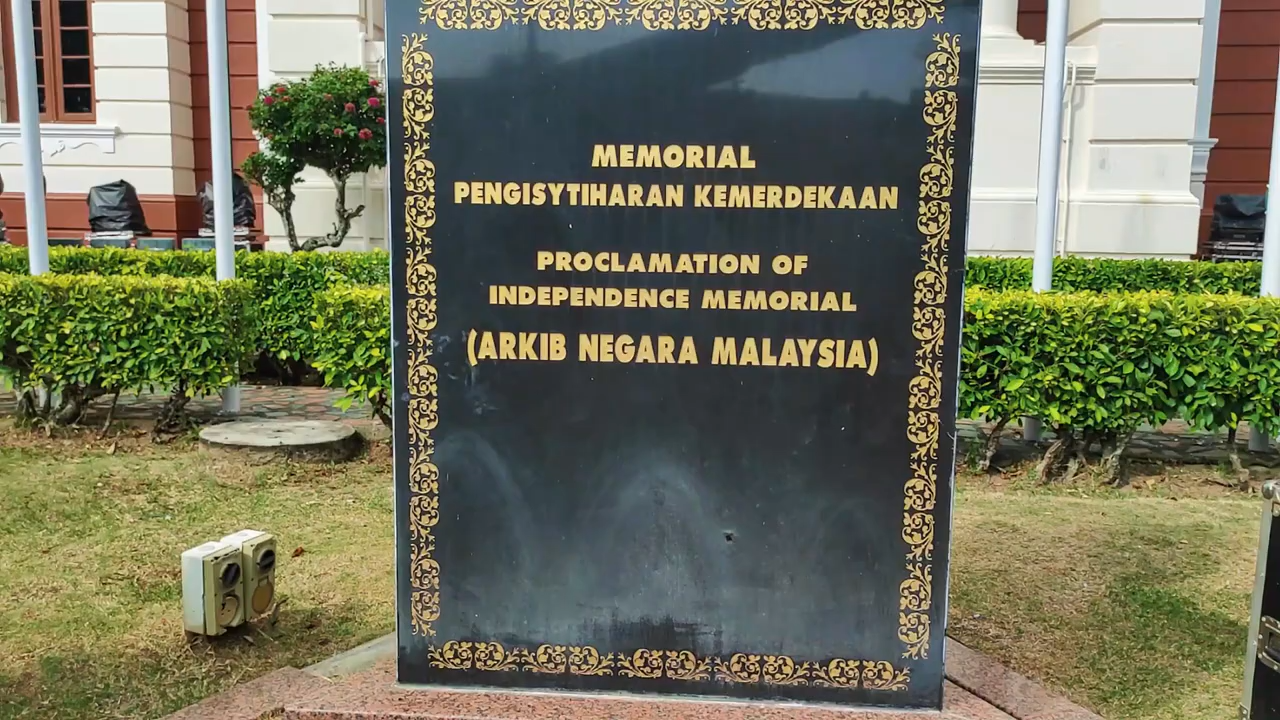 MEMORIAL
PENGISYTIHARAN KEMERDEKAAN
PROCLAMATION OF
INDEPENDENCE MEMORIAL
(ARKIB NEGARA MALAYSIA)